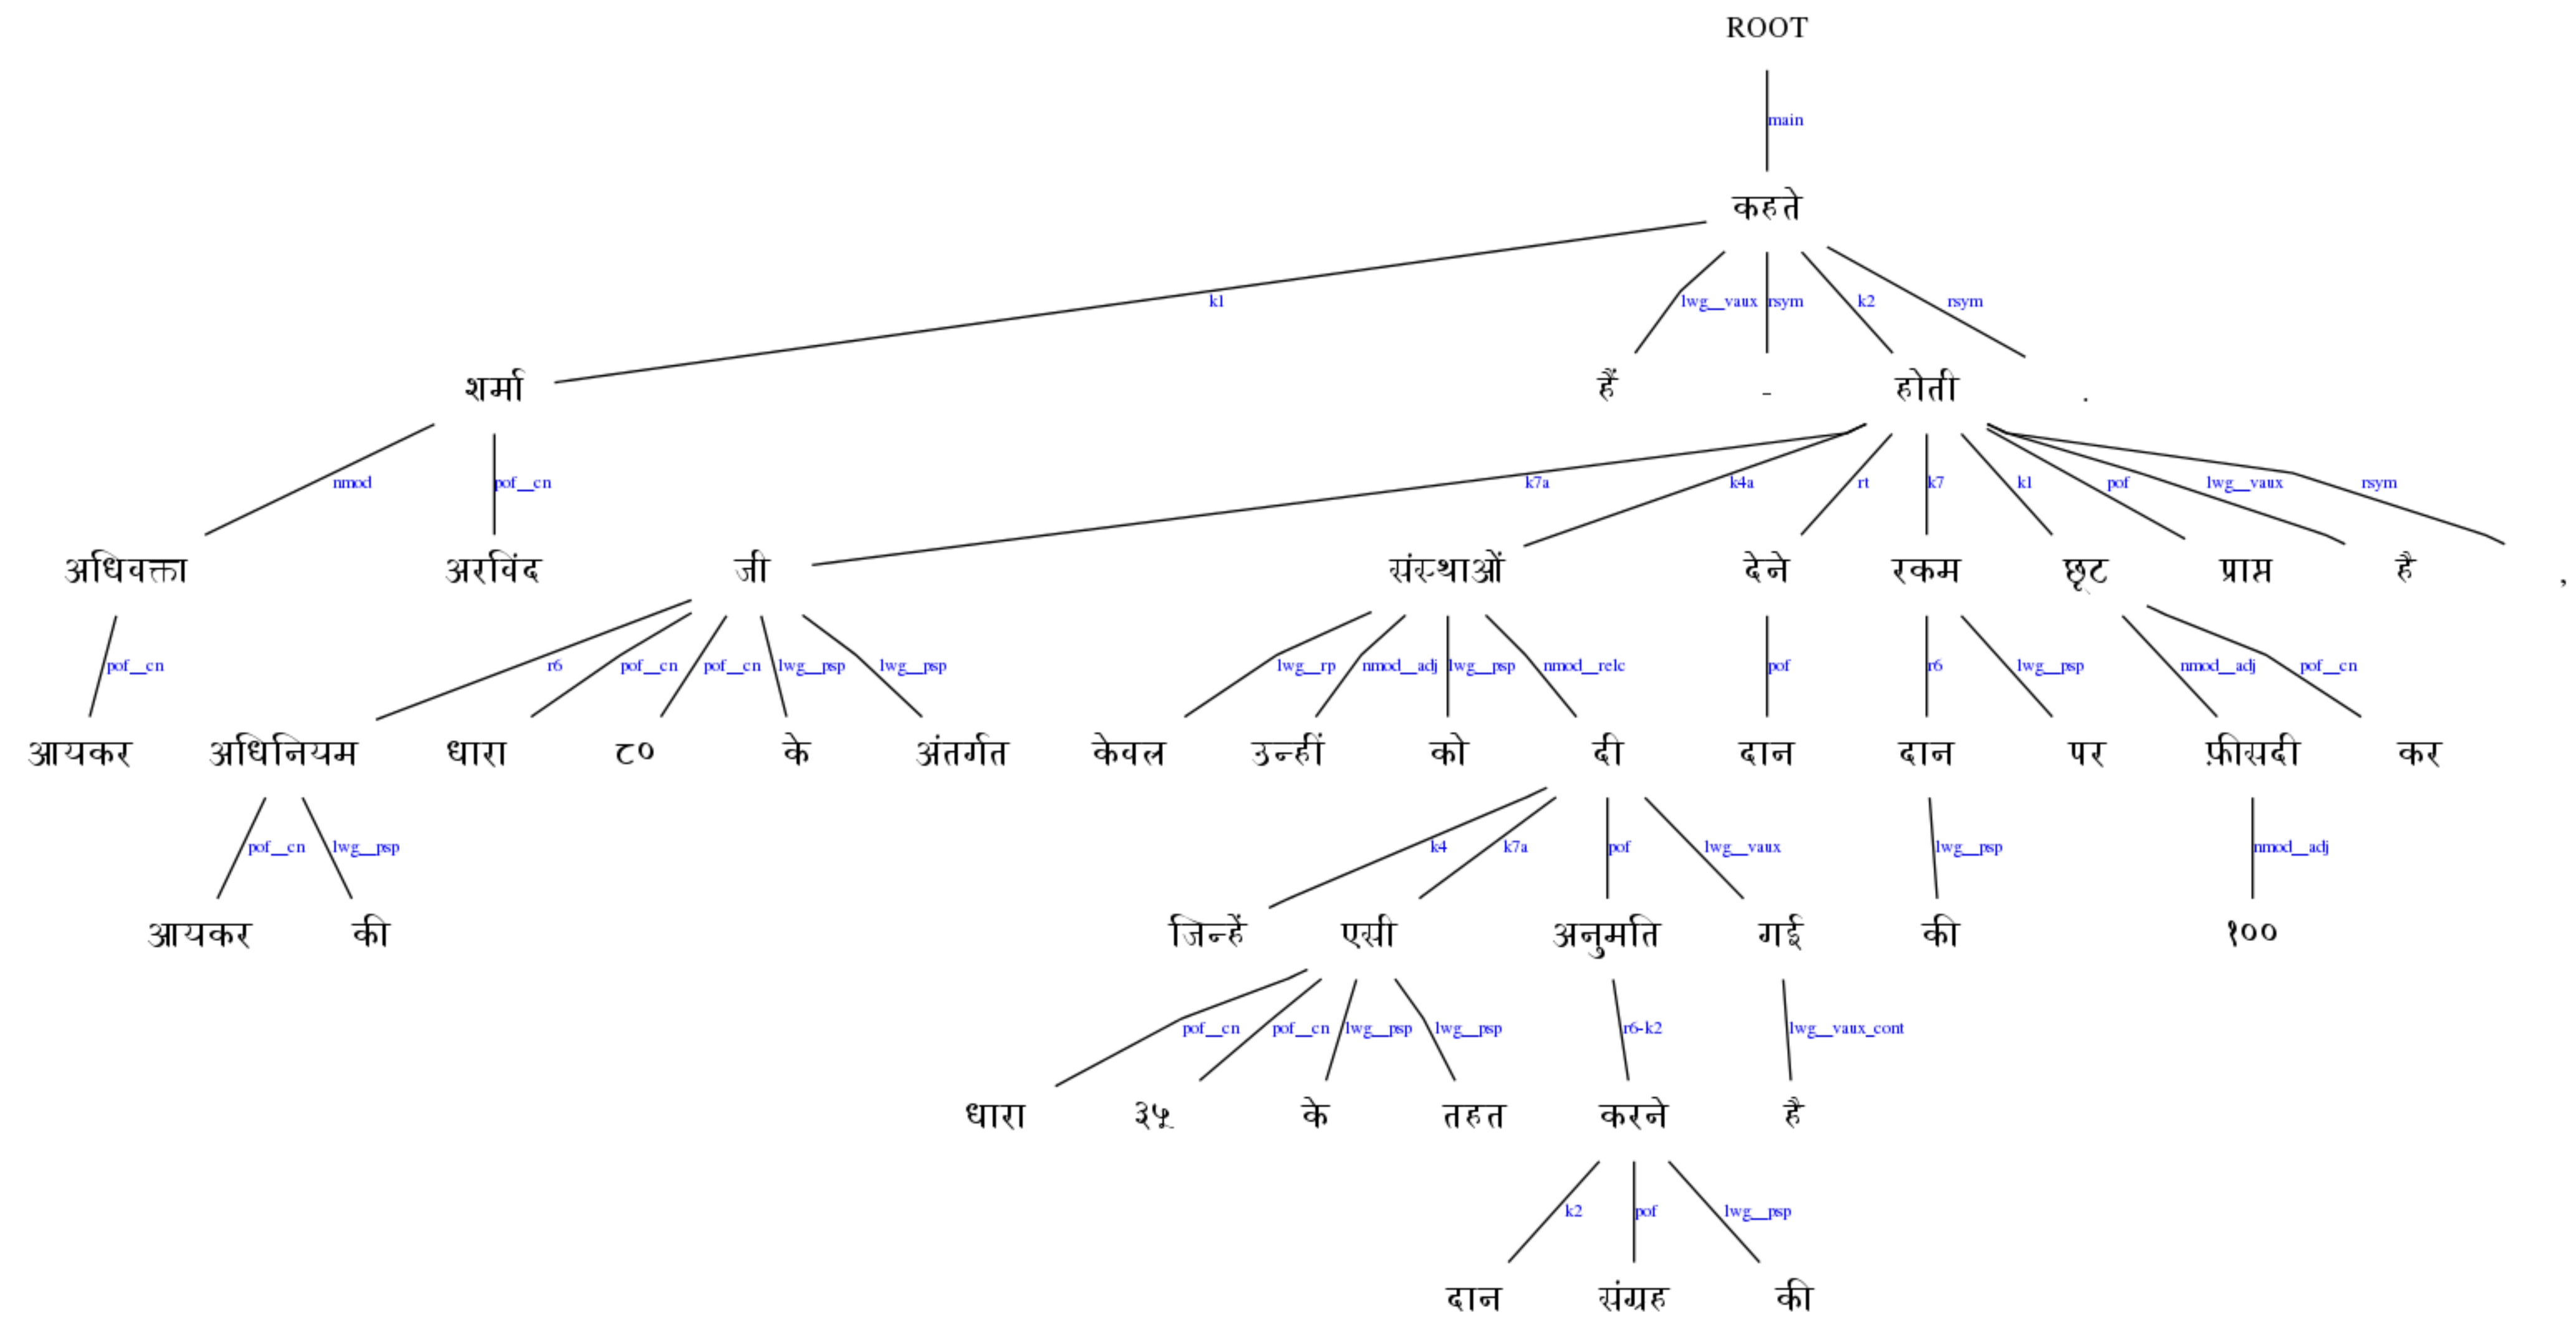 ROOT
main
कहते
k1 lwg__vaux rsym k2 rsym
शर्मा हैं - होती .
nmod pof__cn k7a k4a rt k7 k1 pof lwg__vaux rsym
अधिवक्ता अरविंद जी संस्थाओं देने रकम छूट प्राप्त है ,
pof__cn r6 pof__cn pof__cn lwg__psp lwg__psp lwg__rp nmod__adj lwg__psp nmod__relc pof r6 lwg__psp nmod__adj pof__cn
आयकर अधिनियम धारा ८० के अंतर्गत केवल उन्हीं को दी दान दान पर फ़ीसदी कर
pof__cn lwg__psp k4 k7a pof lwg__vaux lwg__psp nmod__adj
आयकर की जिन्हें एसी अनुमति गई की १००
pof__cn pof__cn lwg__psp lwg__psp r6-k2 lwg__vaux_cont
धारा ३५ के तहत करने है
k2 pof lwg__psp
दान संग्रह की